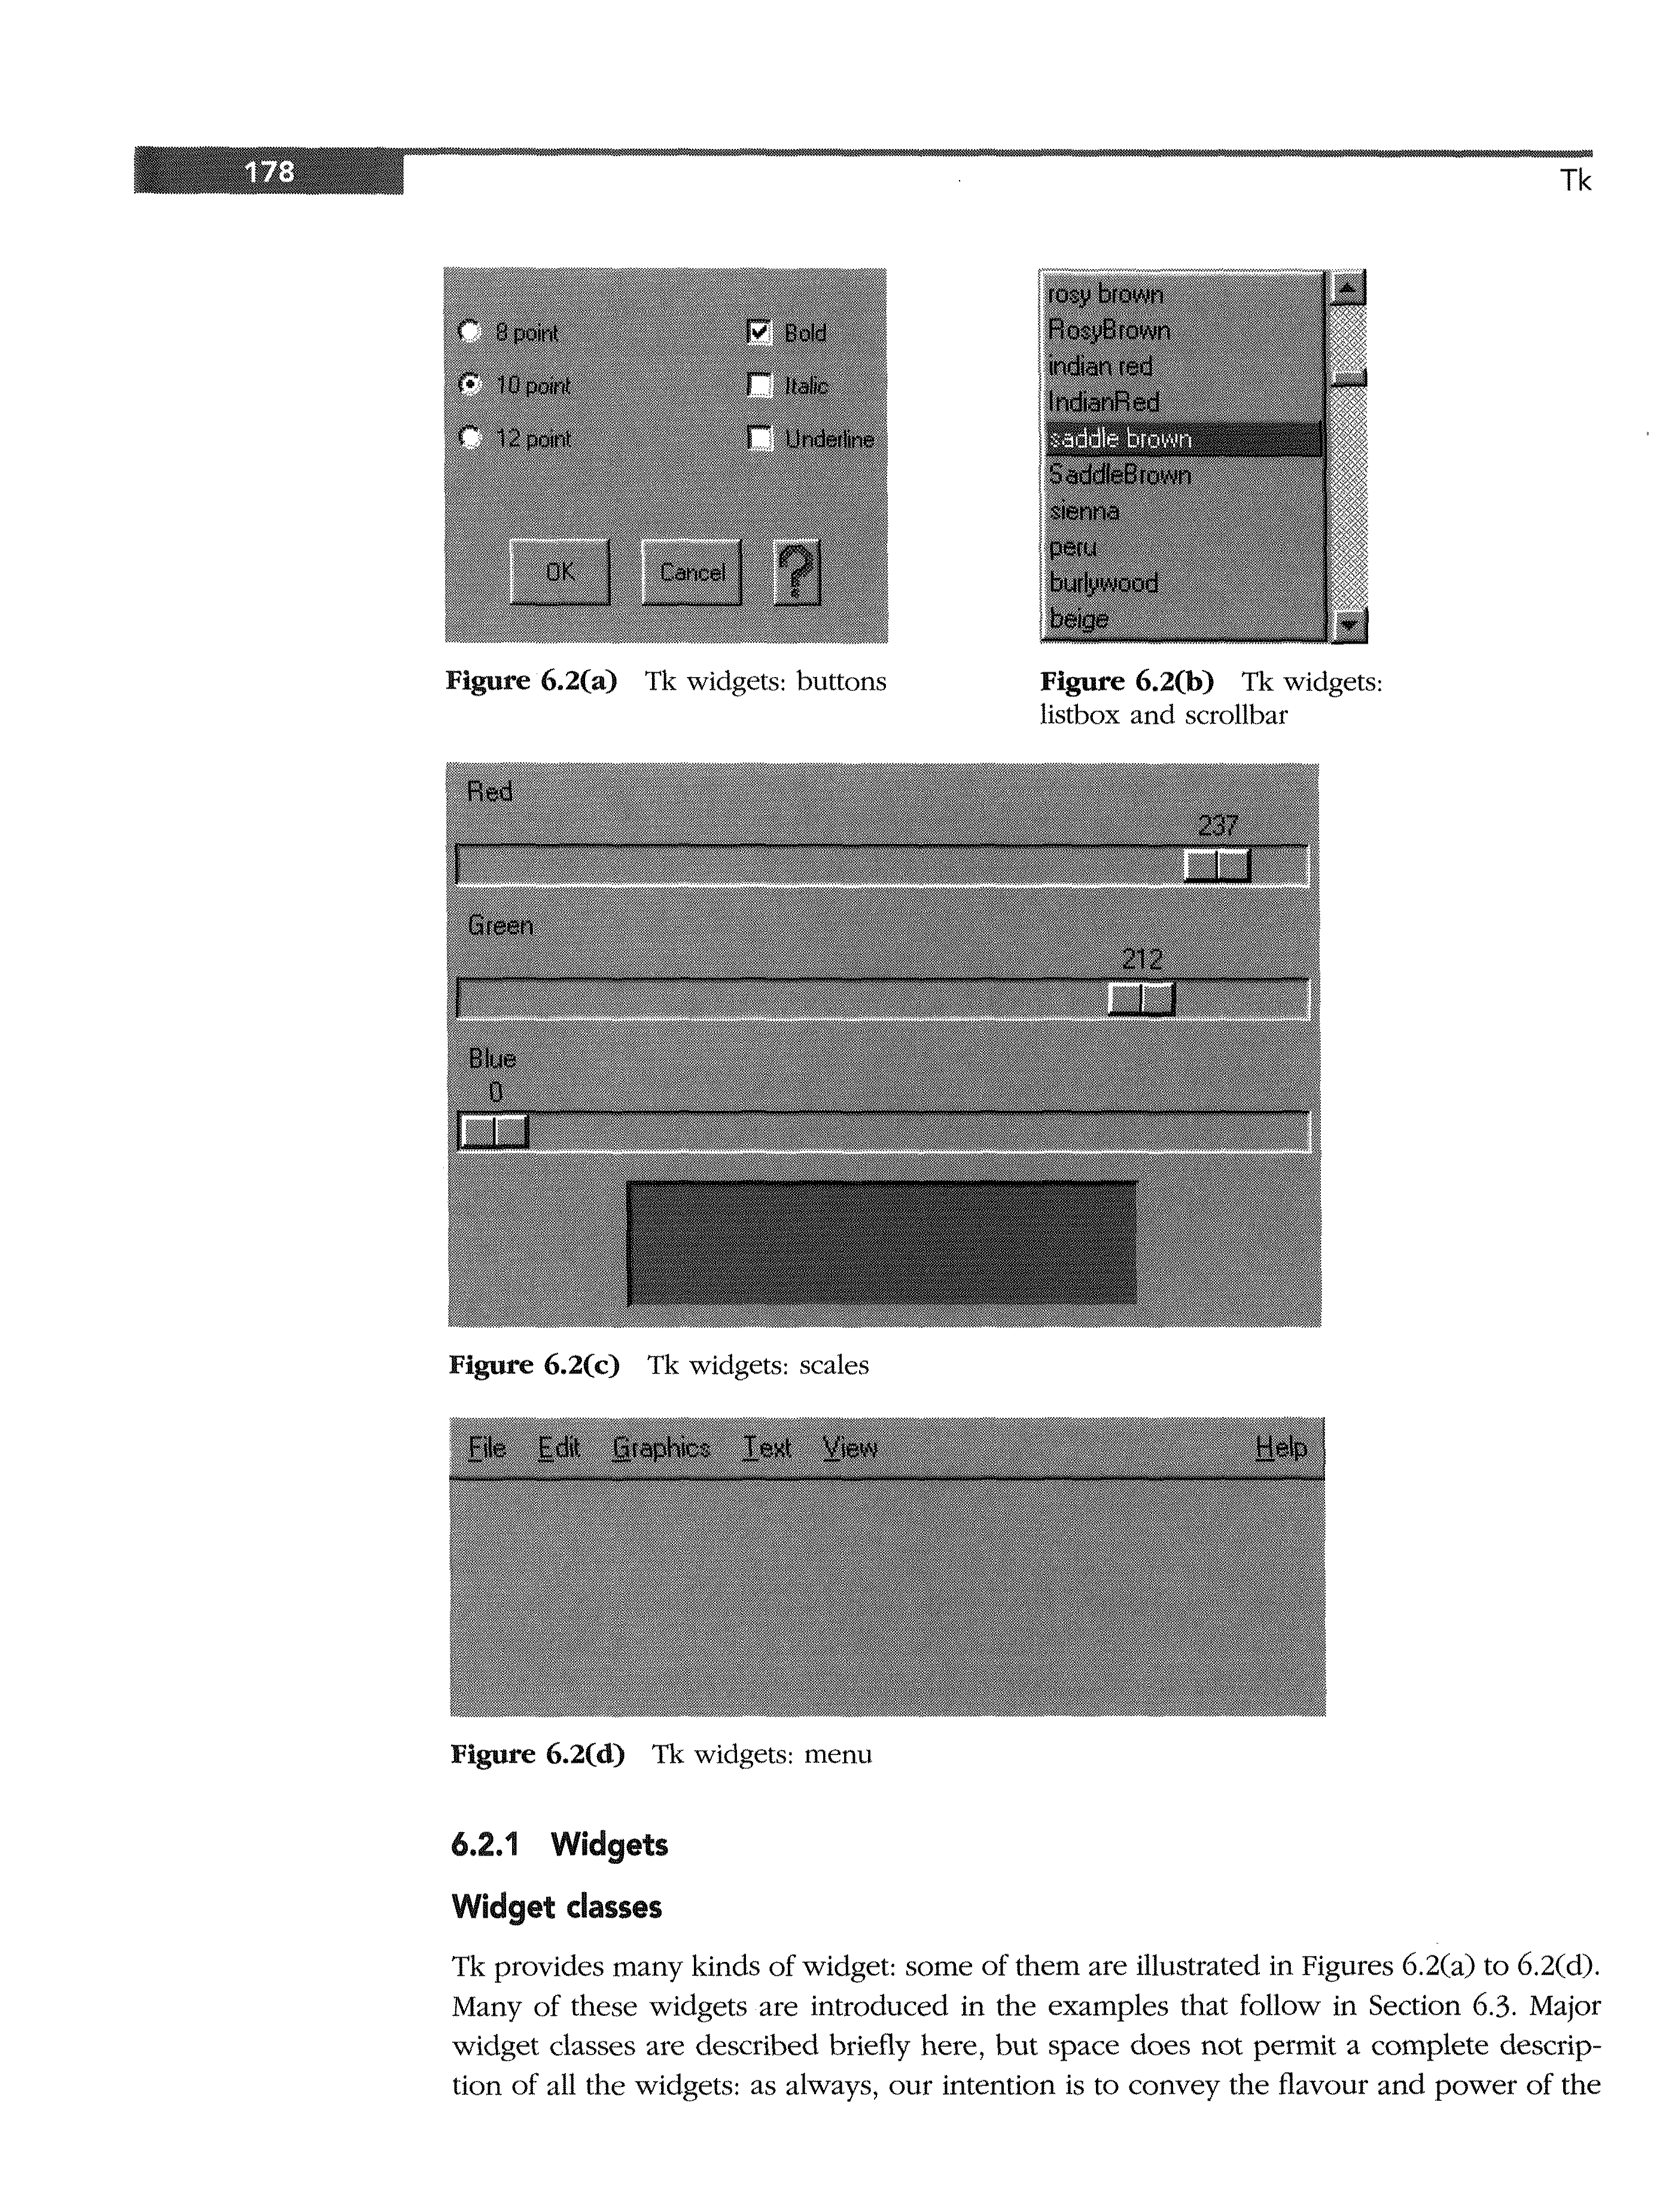 178
Tk
8 point
Bold
10 point
Italic
12 point
Underline
OK
Cancel
?
Figure 6.2(a) Tk widgets: buttons
rosy brown
RosyBrown
indian red
IndianRed
saddle brown
SaddleBrown
sienna
peru
burlywood
beige
Figure 6.2(b) Tk widgets:
listbox and scrollbar
Red
237
Green
212
Blue
0
Figure 6.2(c) Tk widgets: scales
File Edit Graphics Text View Help
Figure 6.2(d) Tk widgets: menu
6.2.1 Widgets
Widget classes
Tk provides many kinds of widget: some of them are illustrated in Figures 6.2(a) to 6.2(d).
Many of these widgets are introduced in the examples that follow in Section 6.3. Major
widget classes are described briefly here, but space does not permit a complete descrip-
tion of all the widgets: as always, our intention is to convey the flavour and power of the